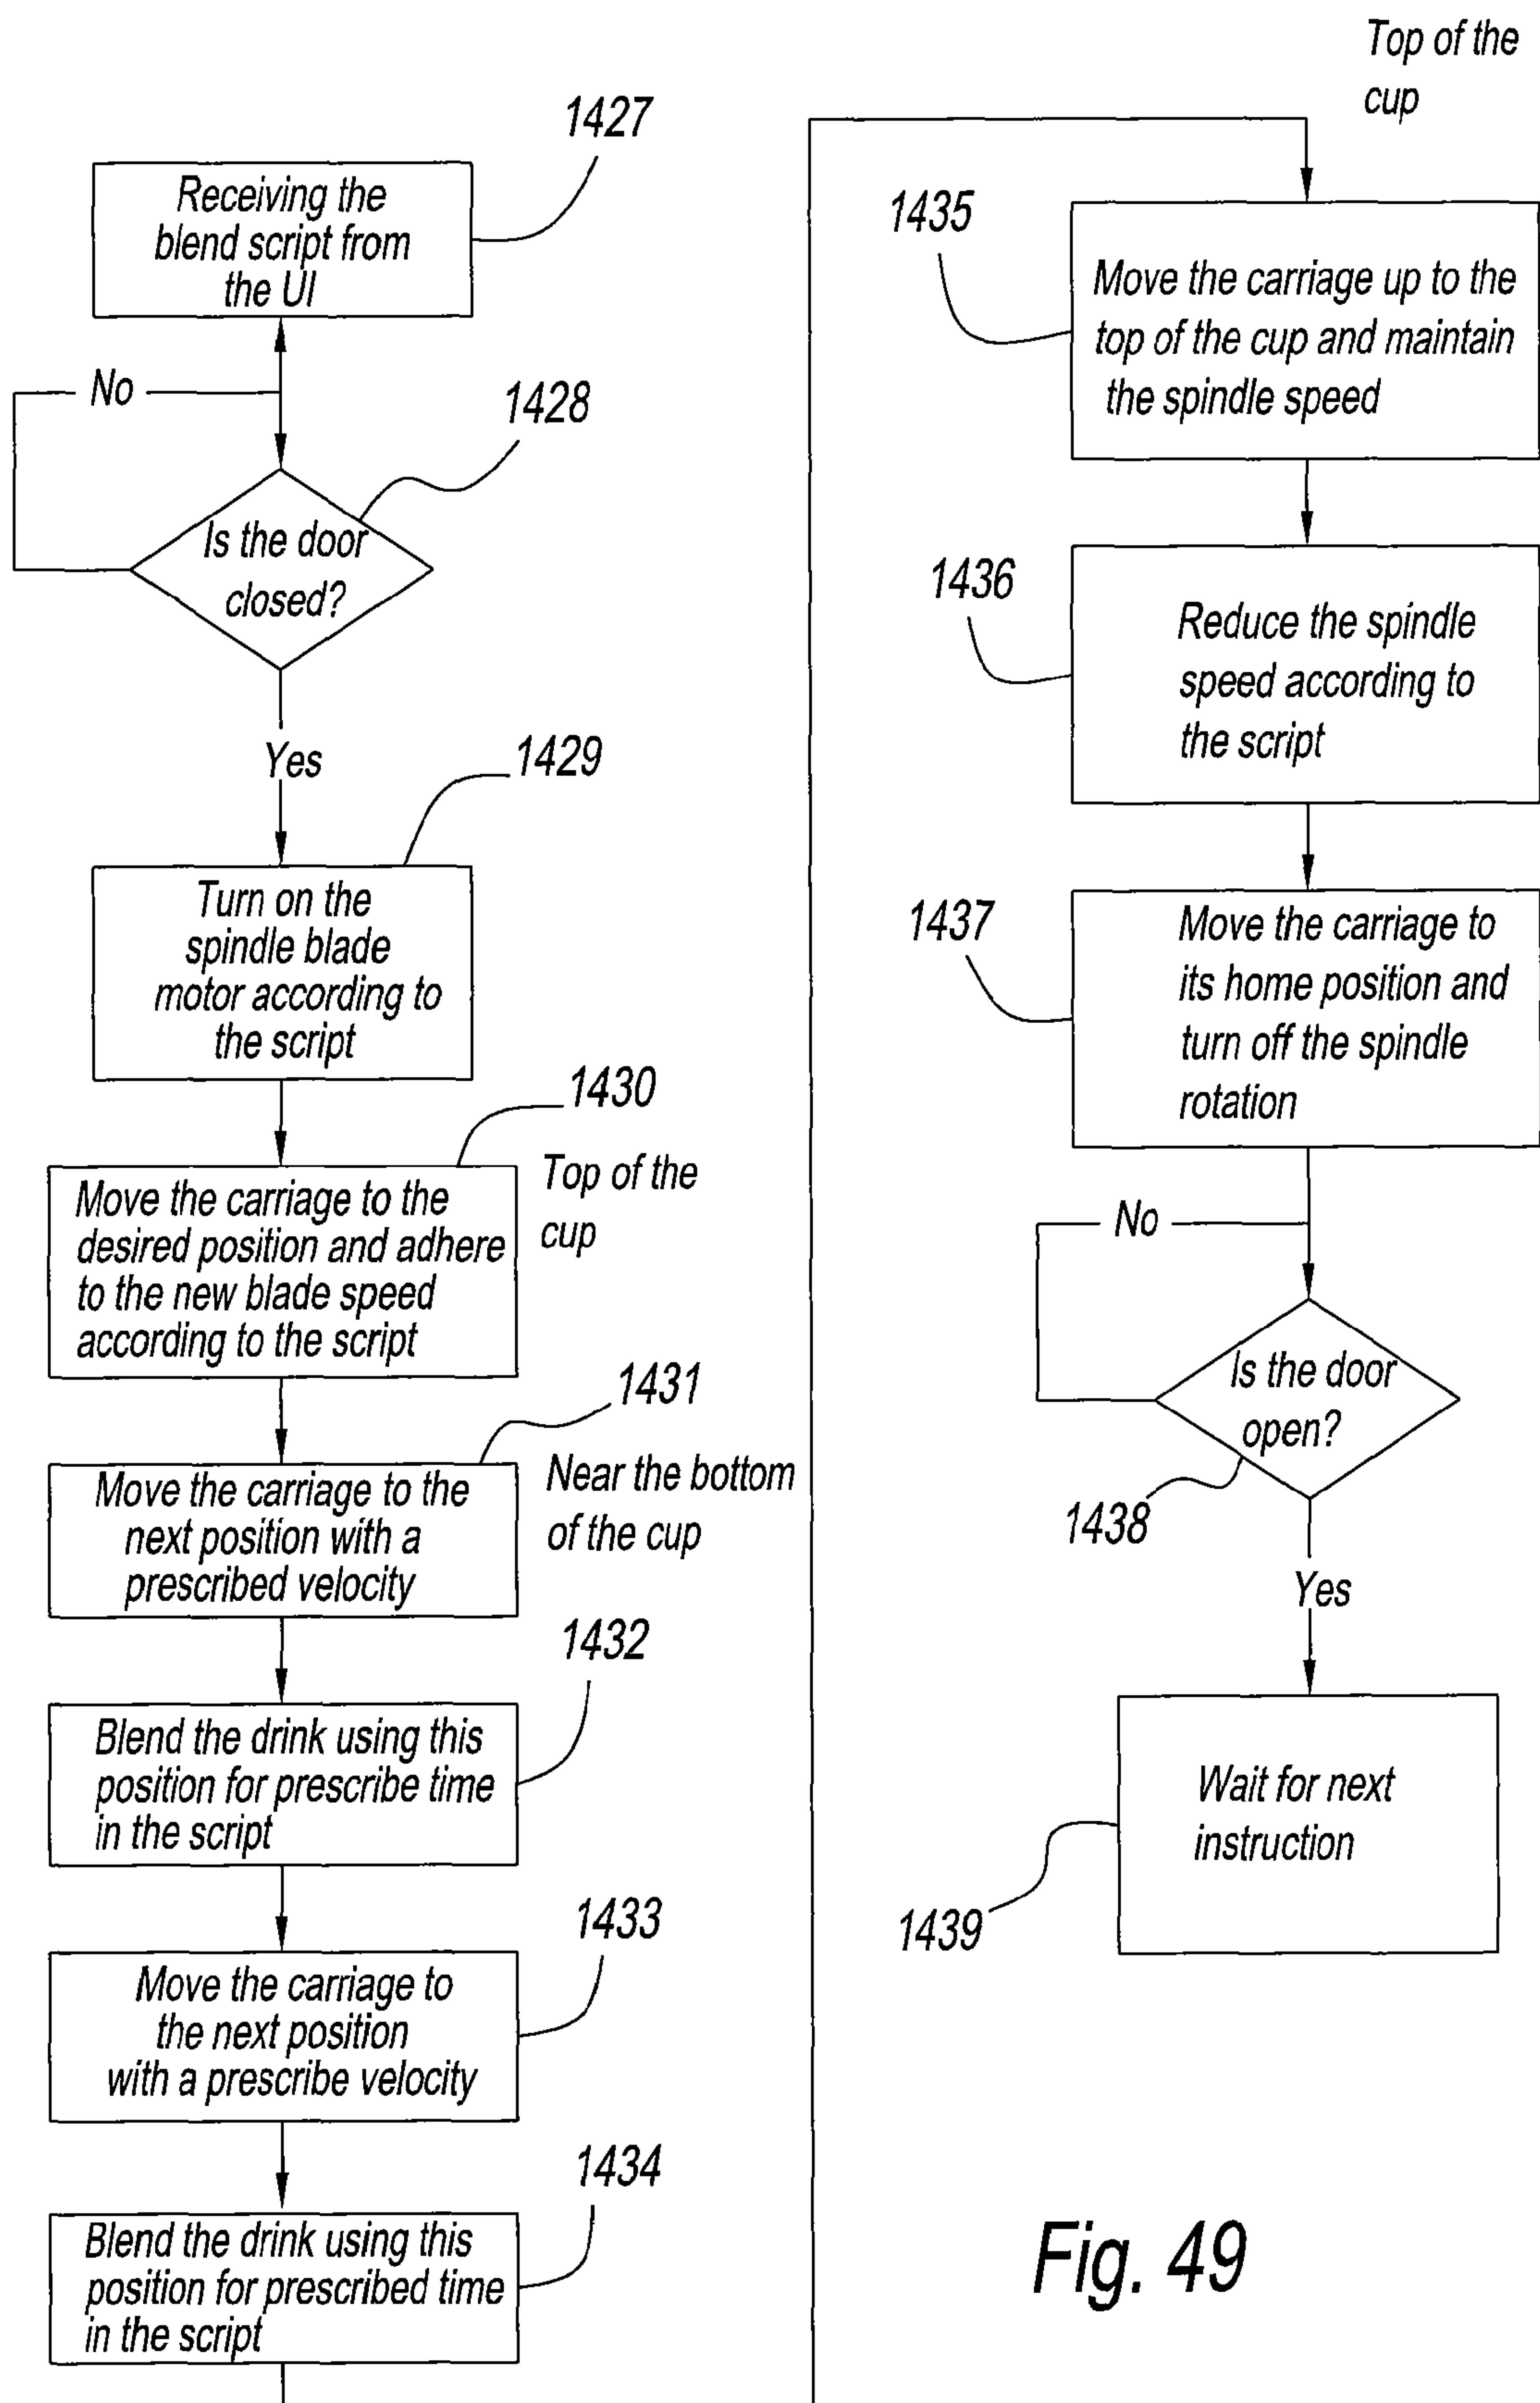 1427
Receiving the
blend script from
the UI
No
1428
Is the door
closed?
Yes
1429
Turn on the
spindle blade
motor according to
the script
1430
Move the carriage to the
desired position and adhere
to the new blade speed
according to the script
Top of the
cup
1431
Move the carriage to the
next position with a
prescribed velocity
Near the bottom
of the cup
1432
Blend the drink using this
position for prescribe time
in the script
1433
Move the carriage to
the next position
with a prescribe velocity
1434
Blend the drink using this
position for prescribed time
in the script
Top of the
cup
1435
Move the carriage up to the
top of the cup and maintain
the spindle speed
1436
Reduce the spindle
speed according to
the script
1437
Move the carriage to
its home position and
turn off the spindle
rotation
No
Is the door
open?
1438
Yes
Wait for next
instruction
1439
Fig. 49